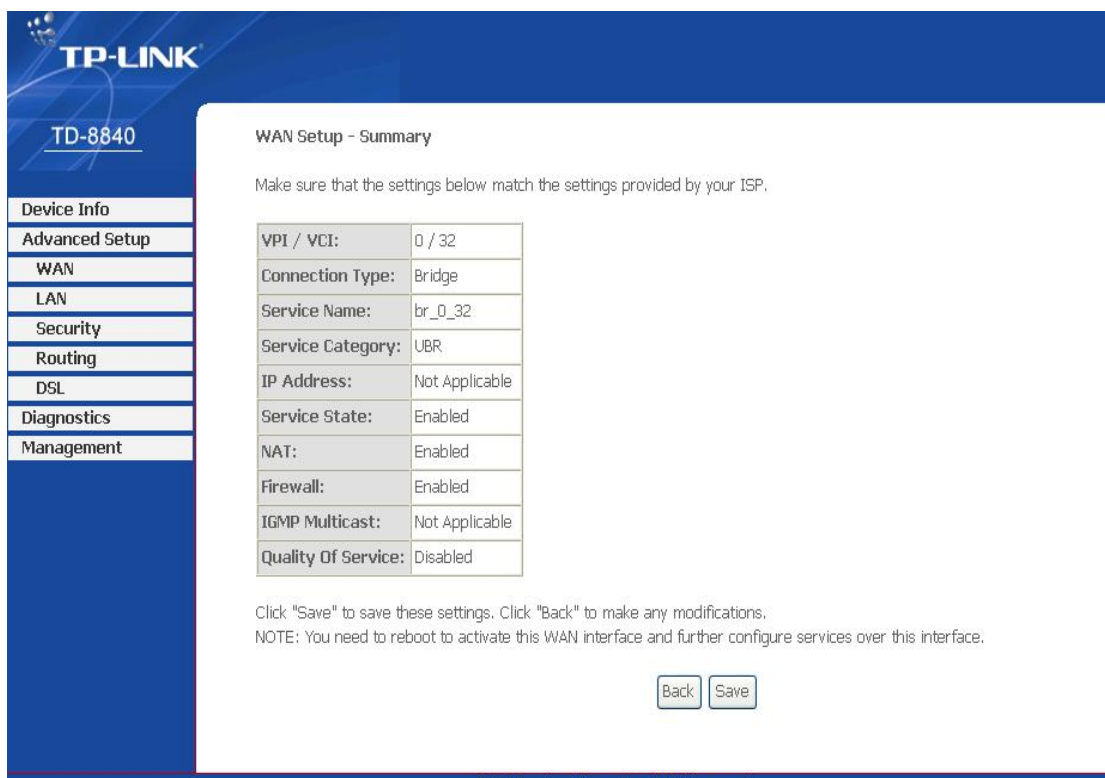 TP-LINK
TD-8840
Device Info
Advanced Setup
WAN
LAN
Security
Routing
DSL
Diagnostics
Management
WAN Setup - Summary
Make sure that the settings below match the settings provided by your ISP.
VPI / VCI: 0 / 32
Connection Type: Bridge
Service Name: br_0_32
Service Category: UBR
IP Address: Not Applicable
Service State: Enabled
NAT: Enabled
Firewall: Enabled
IGMP Multicast: Not Applicable
Quality Of Service: Disabled
Click "Save" to save these settings. Click "Back" to make any modifications.
NOTE: You need to reboot to activate this WAN interface and further configure services over this interface.
Back Save